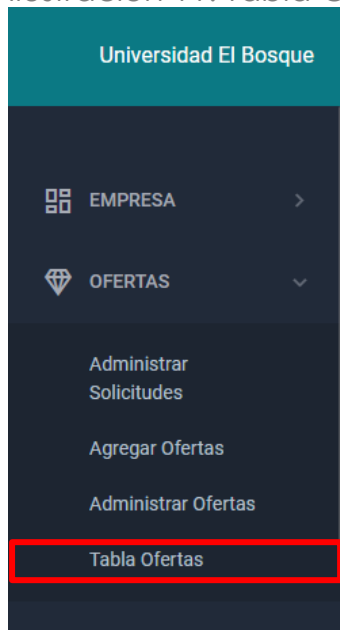 Universidad El Bosque
EMPRESA
OFERTAS
Administrar
Solicitudes
Agregar Ofertas
Administrar Ofertas
Tabla Ofertas